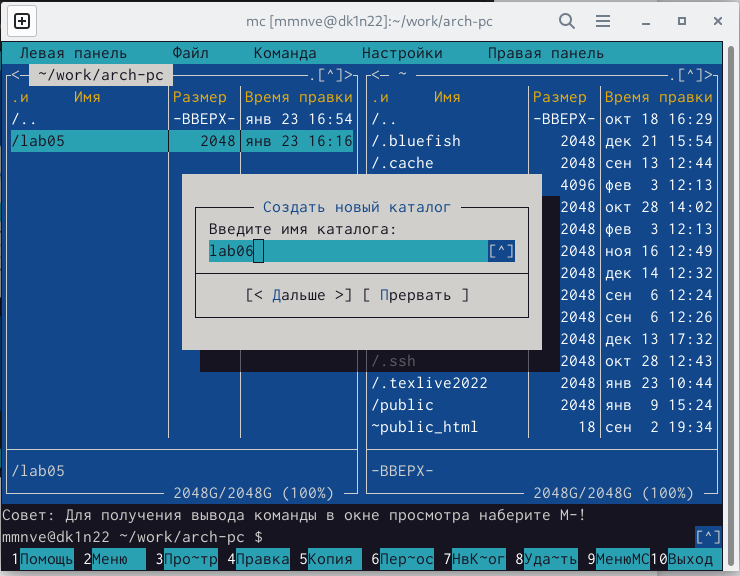 mc [mmnve@dk1n22]:~/work/arch-pc
Левая панель Файл Команда Настройки Правая панель
<─ ~/work/arch-pc .[^]> <─ ~ .[^]>
.и Имя Размер Время правки .и Имя Размер Время правки
/.. -ВВЕРХ- янв 23 16:54 /.. -ВВЕРХ- окт 18 16:29
/lab05 2048 янв 23 16:16 /.bluefish 2048 дек 21 15:54
/.cache 2048 сен 13 12:44
4096 фев 3 12:13
Создать новый каталог 2048 окт 28 14:02
Введите имя каталога: 2048 фев 3 12:13
lab06 [^] 2048 ноя 16 12:49
2048 дек 14 12:32
[< Дальше >] [ Прервать ] 2048 сен 6 12:24
2048 сен 6 12:26
2048 дек 13 17:32
/.ssh 2048 окт 28 12:43
/.texlive2022 2048 янв 23 10:44
/public 2048 янв 9 15:24
~public_html 18 сен 2 19:34
/lab05 -ВВЕРХ-
2048G/2048G (100%) 2048G/2048G (100%)
Совет: Для получения вывода команды в окне просмотра наберите M-!
mmnve@dk1n22 ~/work/arch-pc $ [^]
1Помощь 2Меню 3Про~тр 4Правка 5Копия 6Пер~ос 7НвК~ог 8Уда~ть 9МенюMC 10Выход